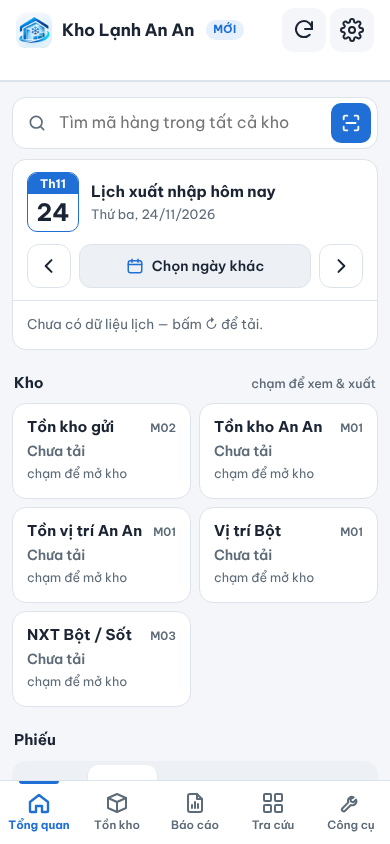 Kho Lạnh An An MỚI
Tìm mã hàng trong tất cả kho
Th11
24
Lịch xuất nhập hôm nay
Thứ ba, 24/11/2026
Chọn ngày khác
Chưa có dữ liệu lịch — bấm ↻ để tải.
Kho chạm để xem & xuất
Tồn kho gửi M02
Chưa tải
chạm để mở kho
Tồn kho An An M01
Chưa tải
chạm để mở kho
Tồn vị trí An An M01
Chưa tải
chạm để mở kho
Vị trí Bột M01
Chưa tải
chạm để mở kho
NXT Bột / Sốt M03
Chưa tải
chạm để mở kho
Phiếu
Tổng quan Tồn kho Báo cáo Tra cứu Công cụ